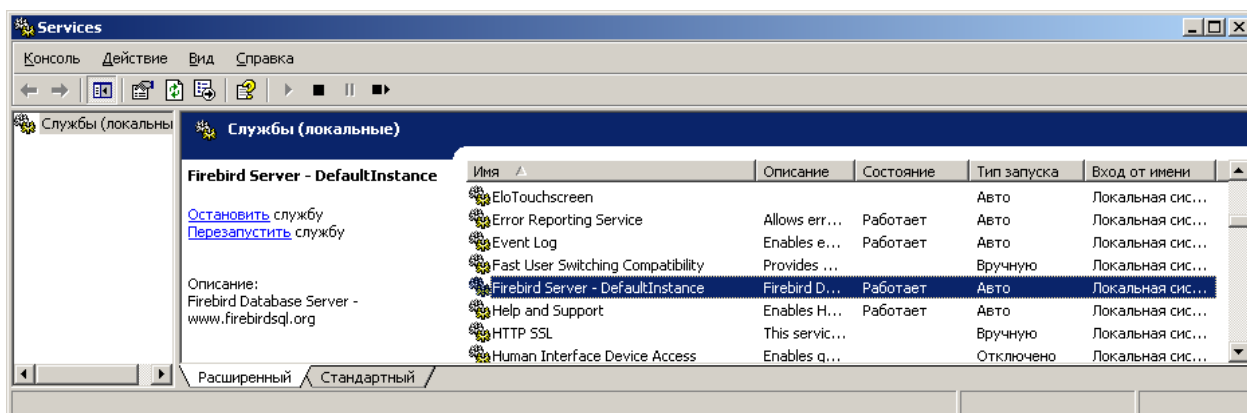 Services
Консоль Действие Вид Справка
Службы (локальны
Службы (локальные)
Firebird Server - DefaultInstance
Остановить службу
Перезапустить службу
Описание:
Firebird Database Server -
www.firebirdsql.org
Имя Описание Состояние Тип запуска Вход от имени
EloTouchscreen Авто Локальная сис...
Error Reporting Service Allows err... Работает Авто Локальная сис...
Event Log Enables e... Работает Авто Локальная сис...
Fast User Switching Compatibility Provides ... Вручную Локальная сис...
Firebird Server - DefaultInstance Firebird D... Работает Авто Локальная сис...
Help and Support Enables H... Работает Авто Локальная сис...
HTTP SSL This servic... Вручную Локальная сис...
Human Interface Device Access Enables g... Отключено Локальная сис...
Расширенный Стандартный